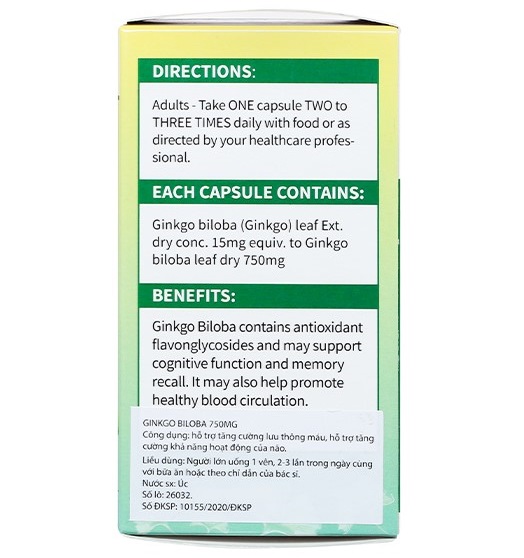 DIRECTIONS:
Adults - Take ONE capsule TWO to
THREE TIMES daily with food or as
directed by your healthcare profes-
sional.
EACH CAPSULE CONTAINS:
Ginkgo biloba (Ginkgo) leaf Ext.
dry conc. 15mg equiv. to Ginkgo
biloba leaf dry 750mg
BENEFITS:
Ginkgo Biloba contains antioxidant
flavonglycosides and may support
cognitive function and memory
recall. It may also help promote
healthy blood circulation.
GINKGO BILOBA 750MG
Công dụng: hỗ trợ tăng cường lưu thông máu, hỗ trợ tăng
cường khả năng hoạt động của não.
Liều dùng: Người lớn uống 1 vên, 2-3 lần trong ngày cùng
với bữa ăn hoặc theo chỉ dẫn của bác sĩ.
Nước sx: Úc
Số lô: 26032.
Số ĐKSP: 10155/2020/ĐKSP